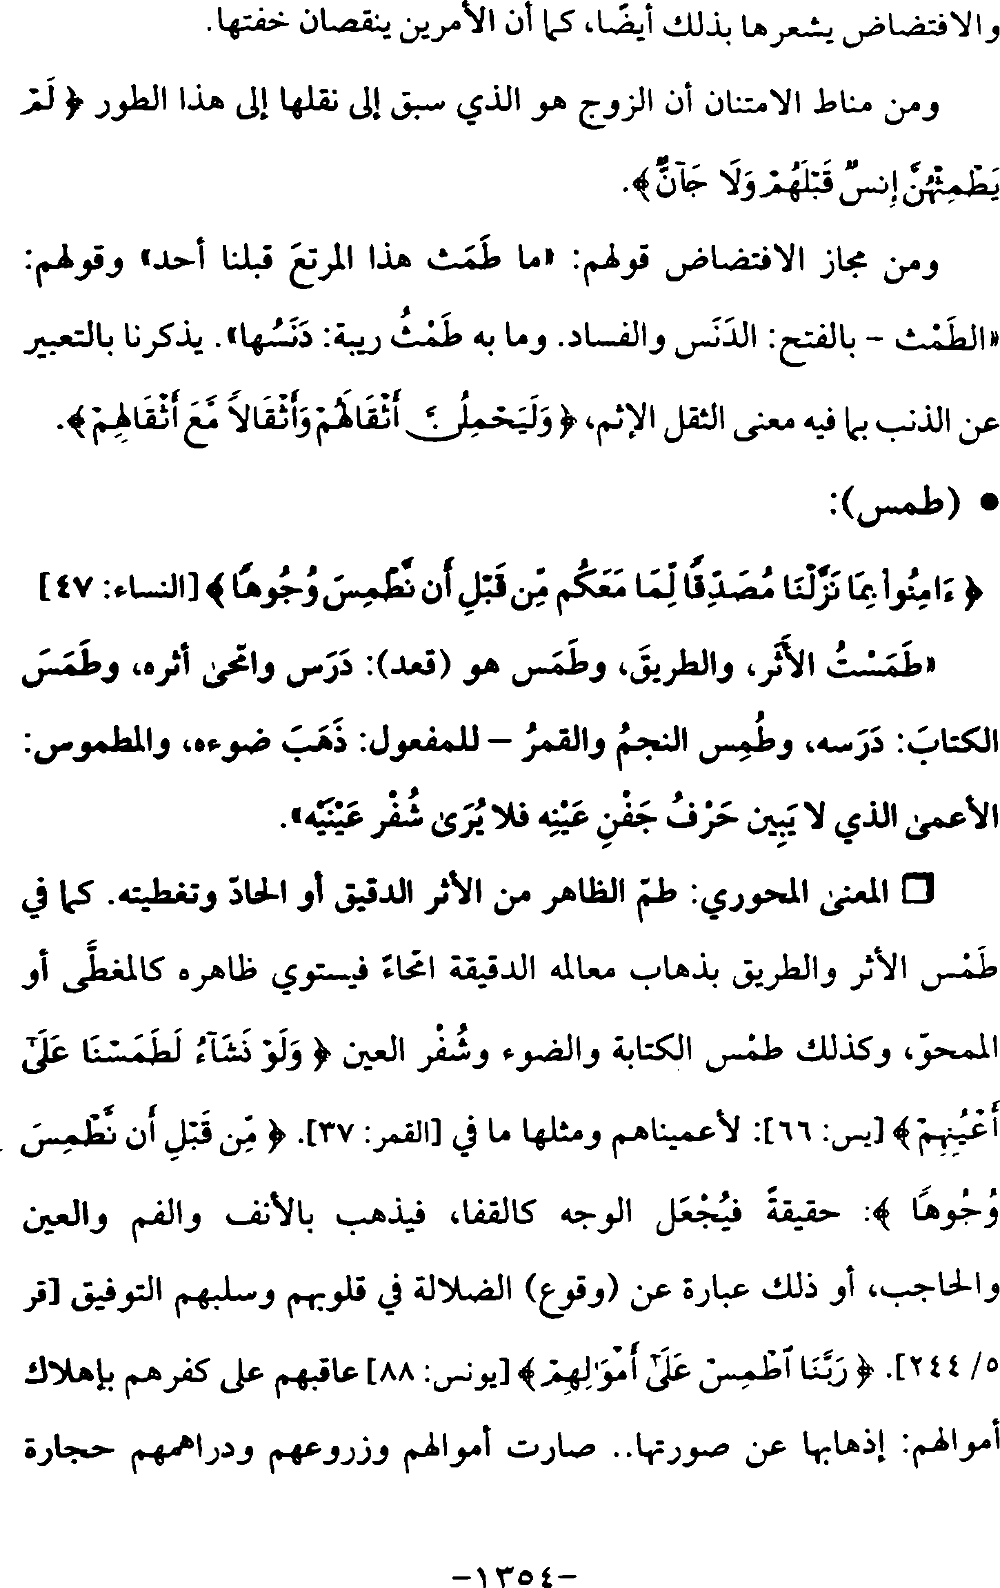 والافتضاض يشعرها بذلك أيضًا، كما أن الأمرين ينقصان خفتها.
ومن مناط الامتنان أن الزوج هو الذي سبق إلى نقلها إلى هذا الطور ﴿ لَمْ
يَطْمِثْهُنَّ إِنسٌ قَبْلَهُمْ وَلَا جَآنٌّ ﴾.
ومن مجاز الافتضاض قولهم: «ما طَمَث هذا المرتعَ قبلنا أحد» وقولهم:
«الطَمْث – بالفتح: الدَنَس والفساد. وما به طَمْثُ ريبة: دَنَسُها». يذكرنا بالتعبير
عن الذنب بما فيه معنى الثقل الإثم، ﴿ وَلَيَحْمِلُنَّ أَثْقَالَهُمْ وَأَثْقَالًا مَّعَ أَثْقَالِهِمْ ﴾.
● (طمس):
﴿ ءَامِنُوا۟ بِمَا نَزَّلْنَا مُصَدِّقًا لِّمَا مَعَكُم مِّن قَبْلِ أَن نَّطْمِسَ وُجُوهًا ﴾ [النساء: ٤٧]
«طَمَسْتُ الأَثَر، والطريقَ، وطَمَس هو (قعد): دَرَس وامّحىٰ أثره، وطَمَسَ
الكتابَ: دَرَسه، وطُمِس النجمُ والقمرُ – للمفعول: ذَهَبَ ضوءه، والمطموس:
الأعمىٰ الذي لا يَبِين حَرْفُ جَفْنِ عَيْنِه فلا يُرَىٰ شُفْر عَيْنَيْه».
□ المعنىٰ المحوري: طمّ الظاهر من الأثر الدقيق أو الحادّ وتغطيته. كما في
طَمْس الأثر والطريق بذهاب معالمه الدقيقة امّحاءً فيستوي ظاهره كالمغطَّى أو
الممحوّ، وكذلك طمْس الكتابة والضوء وشُفْر العين ﴿ وَلَوْ نَشَآءُ لَطَمَسْنَا عَلَىٰٓ
أَعْيُنِهِمْ ﴾ [يس: ٦٦]: لأعميناهم ومثلها ما في [القمر: ٣٧]. ﴿ مِّن قَبْلِ أَن نَّطْمِسَ
وُجُوهًا ﴾: حقيقةً فيُجْعَل الوجه كالقفا، فيذهب بالأنف والفم والعين
والحاجب، أو ذلك عبارة عن (وقوع) الضلالة في قلوبهم وسلبهم التوفيق [قر
٥/ ٢٤٤]. ﴿ رَبَّنَا ٱطْمِسْ عَلَىٰٓ أَمْوَٰلِهِمْ ﴾ [يونس: ٨٨] عاقبهم على كفرهم بإهلاك
أموالهم: إذهابها عن صورتها.. صارت أموالهم وزروعهم ودراهمهم حجارة
-١٣٥٤-